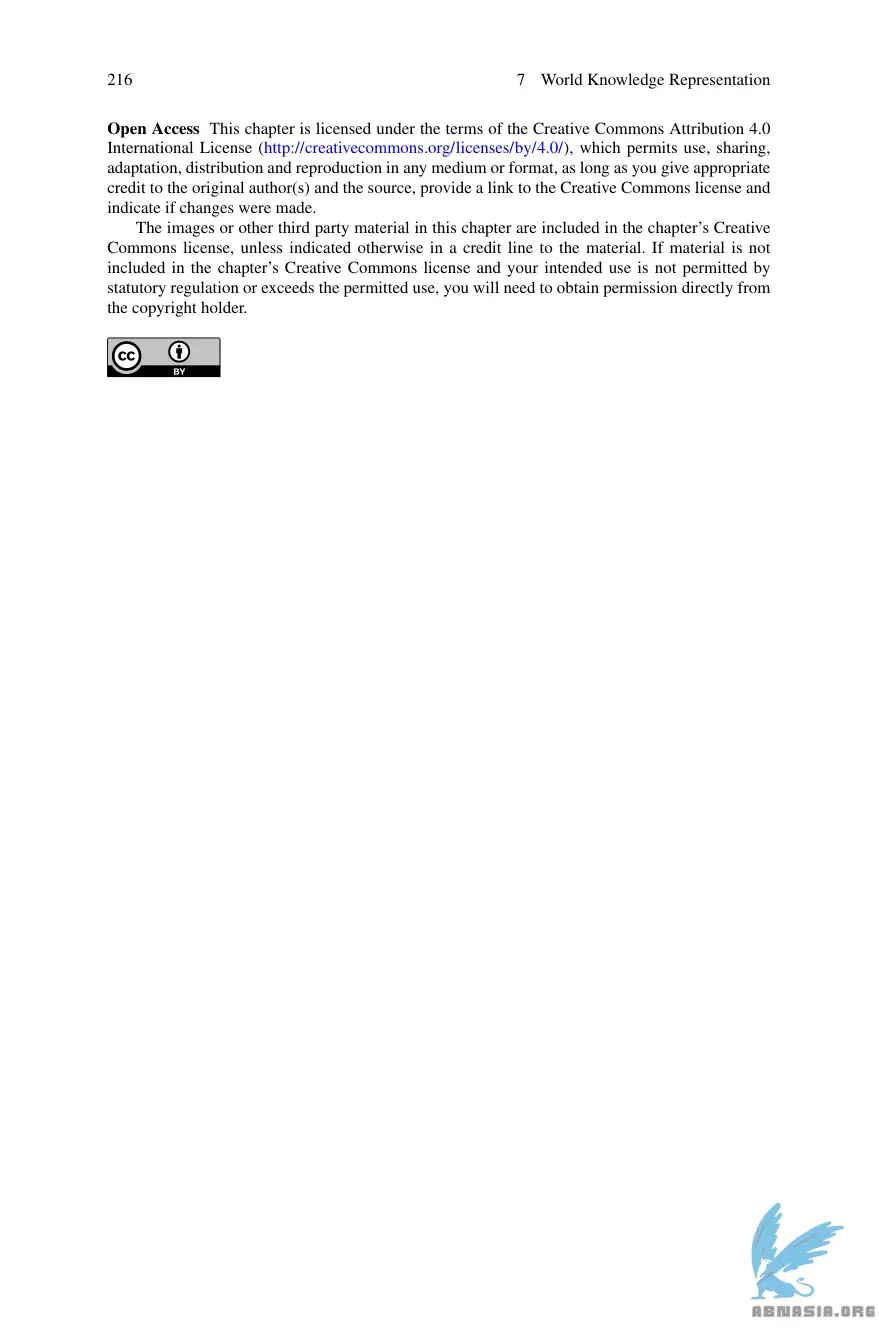 216 7 World Knowledge Representation
Open Access This chapter is licensed under the terms of the Creative Commons Attribution 4.0
International License (http://creativecommons.org/licenses/by/4.0/), which permits use, sharing,
adaptation, distribution and reproduction in any medium or format, as long as you give appropriate
credit to the original author(s) and the source, provide a link to the Creative Commons license and
indicate if changes were made.
The images or other third party material in this chapter are included in the chapter’s Creative
Commons license, unless indicated otherwise in a credit line to the material. If material is not
included in the chapter’s Creative Commons license and your intended use is not permitted by
statutory regulation or exceeds the permitted use, you will need to obtain permission directly from
the copyright holder.
cc
BY
ABNASIA.ORG